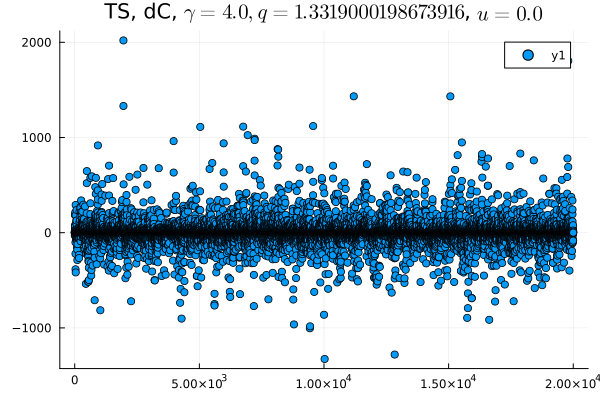 TS, dC, γ = 4.0, q = 1.3319000198673916, u = 0.0
y1
2000
1000
0
−1000
0 5.00×10³ 1.00×10⁴ 1.50×10⁴ 2.00×10⁴